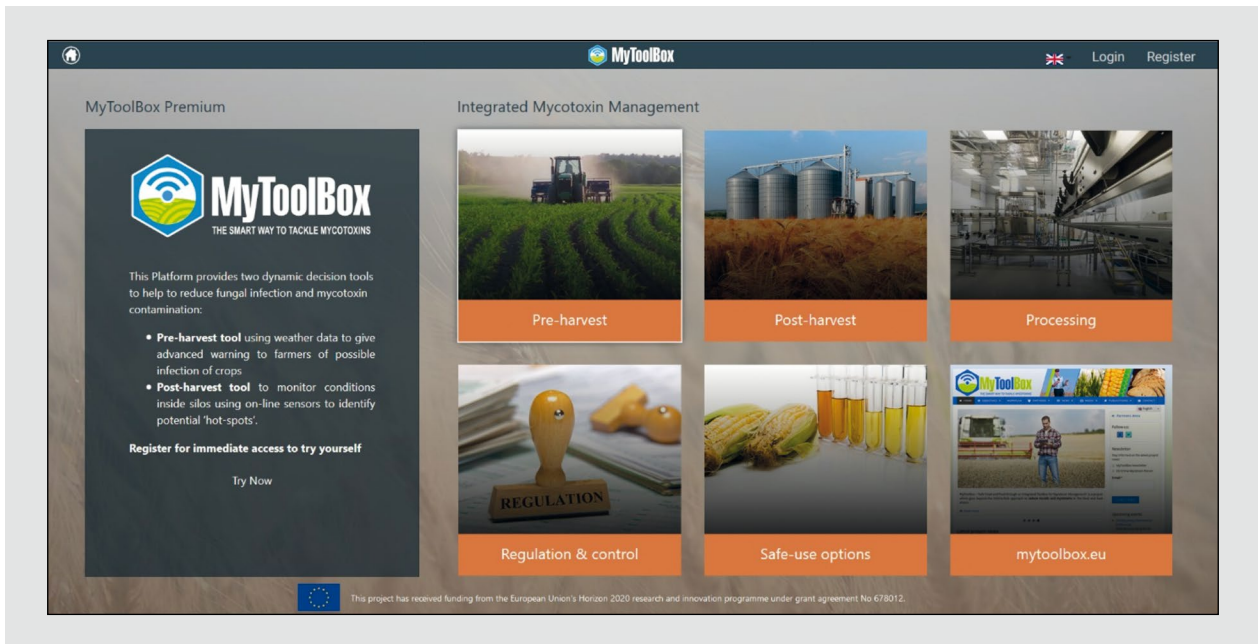 MyToolBox
Login
Register
MyToolBox Premium
Integrated Mycotoxin Management
MyToolBox
THE SMART WAY TO TACKLE MYCOTOXINS
This Platform provides two dynamic decision tools
to help to reduce fungal infection and mycotoxin
contamination:
• Pre-harvest tool using weather data to give
advanced warning to farmers of possible
infection of crops
• Post-harvest tool to monitor conditions
inside silos using on-line sensors to identify
potential 'hot-spots'.
Register for immediate access to try yourself
Try Now
Pre-harvest
Post-harvest
Processing
REGULATION
MyToolBox
Regulation & control
Safe-use options
mytoolbox.eu
This project has received funding from the European Union's Horizon 2020 research and innovation programme under grant agreement No 678012.